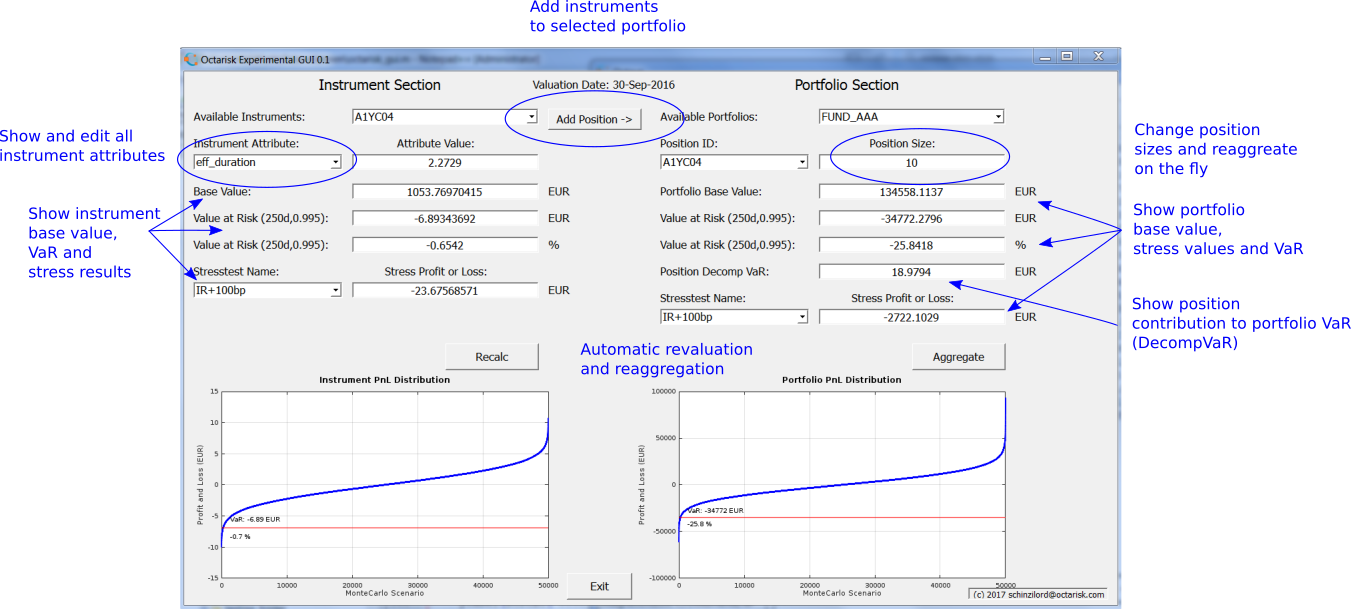 Add instruments
to selected portfolio
Octarisk Experimental GUI 0.1
Instrument Section
Valuation Date: 30-Sep-2016
Portfolio Section
Available Instruments:
A1YC04
Add Position ->
Available Portfolios:
FUND_AAA
Show and edit all
instrument attributes
Instrument Attribute:
Attribute Value:
eff_duration
2.2729
Position ID:
Position Size:
A1YC04
10
Change position
sizes and reaggreate
on the fly
Base Value:
1053.76970415
EUR
Portfolio Base Value:
134558.1137
EUR
Show instrument
base value,
VaR and
stress results
Value at Risk (250d,0.995):
-6.89343692
EUR
Value at Risk (250d,0.995):
-34772.2796
EUR
Show portfolio
base value,
stress values and VaR
Value at Risk (250d,0.995):
-0.6542
%
Value at Risk (250d,0.995):
-25.8418
%
Stresstest Name:
Stress Profit or Loss:
IR+100bp
-23.67568571
EUR
Position Decomp VaR:
18.9794
EUR
Stresstest Name:
Stress Profit or Loss:
IR+100bp
-2722.1029
EUR
Show position
contribution to portfolio VaR
(DecompVaR)
Recalc
Automatic revaluation
and reaggregation
Aggregate
Instrument PnL Distribution
Profit and Loss (EUR)
15
10
5
0
-5
-10
-15
VaR: -6.89 EUR
-0.7 %
0
10000
20000
30000
40000
50000
MonteCarlo Scenario
Portfolio PnL Distribution
Profit and Loss (EUR)
100000
50000
0
-50000
-100000
VaR: -34772 EUR
-25.8 %
0
10000
20000
30000
40000
50000
MonteCarlo Scenario
Exit
(c) 2017 schinzilord@octarisk.com